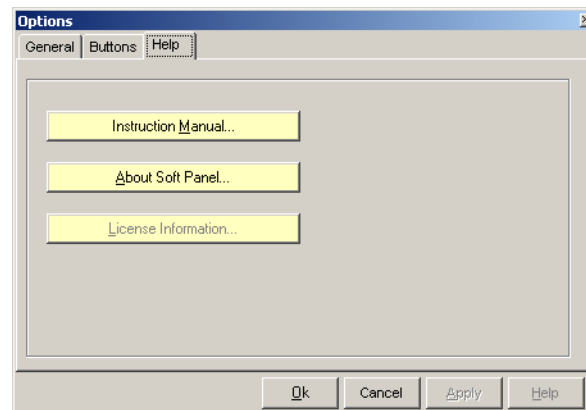 Options
General Buttons Help
Instruction Manual...
About Soft Panel...
License Information...
Ok Cancel Apply Help